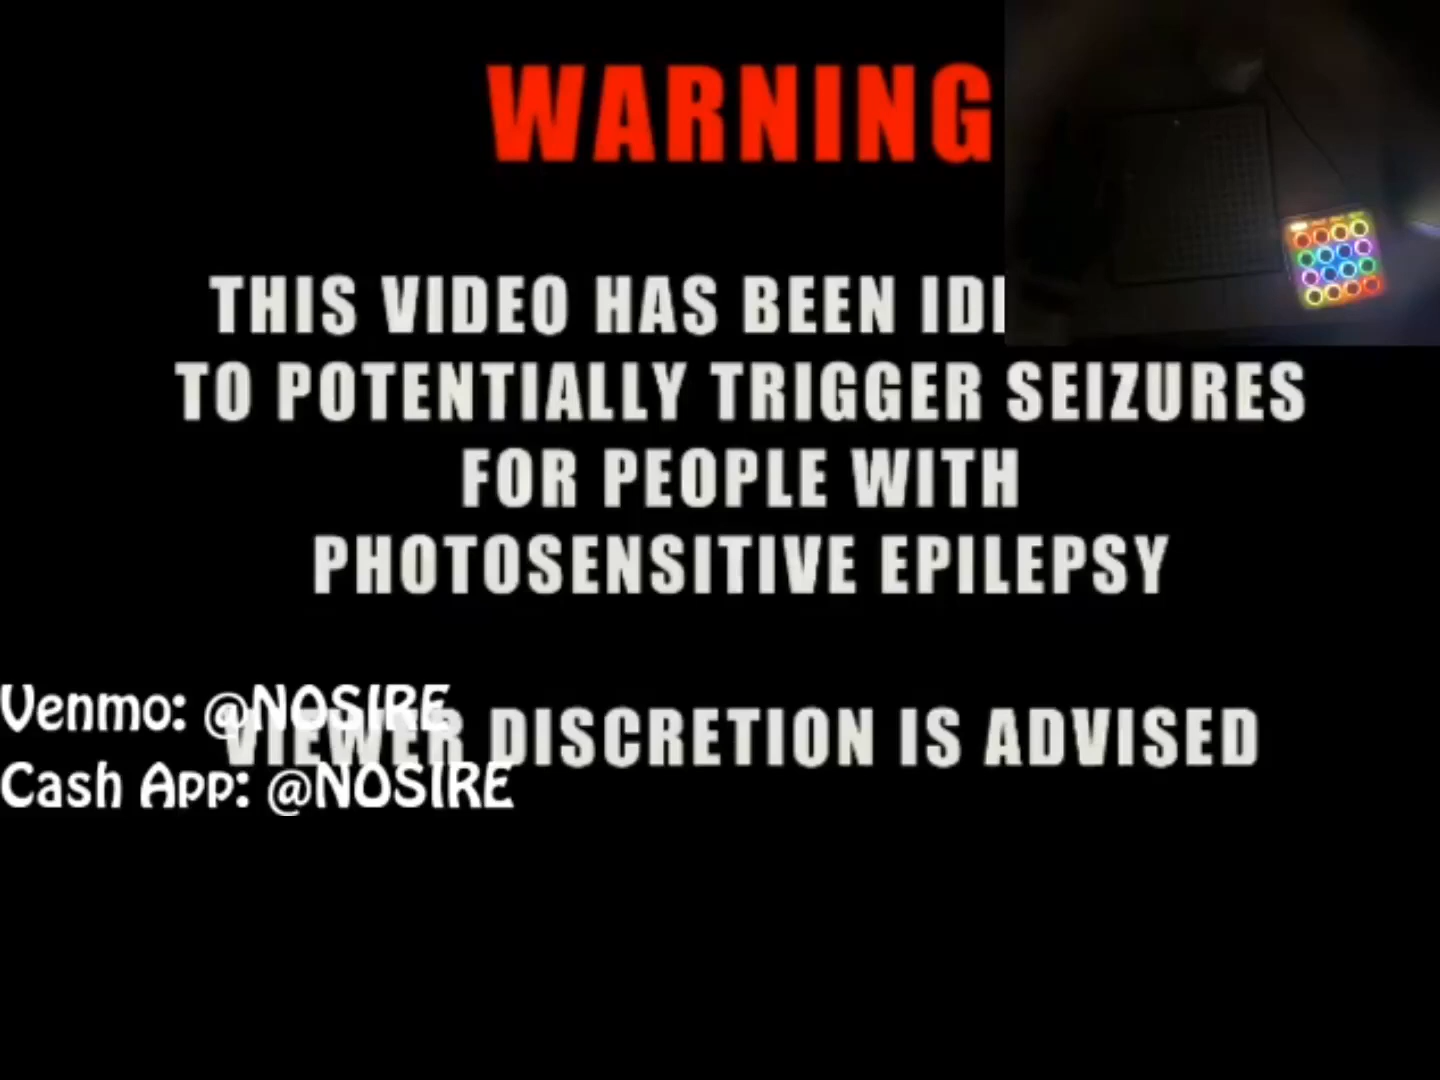 WARNING
THIS VIDEO HAS BEEN
TO POTENTIALLY TRIGGER SEIZURES
FOR PEOPLE WITH
PHOTOSENSITIVE EPILEPSY
Venmo: @NOSIRE
VIEWER DISCRETION IS ADVISED
Cash App: @NOSIRE